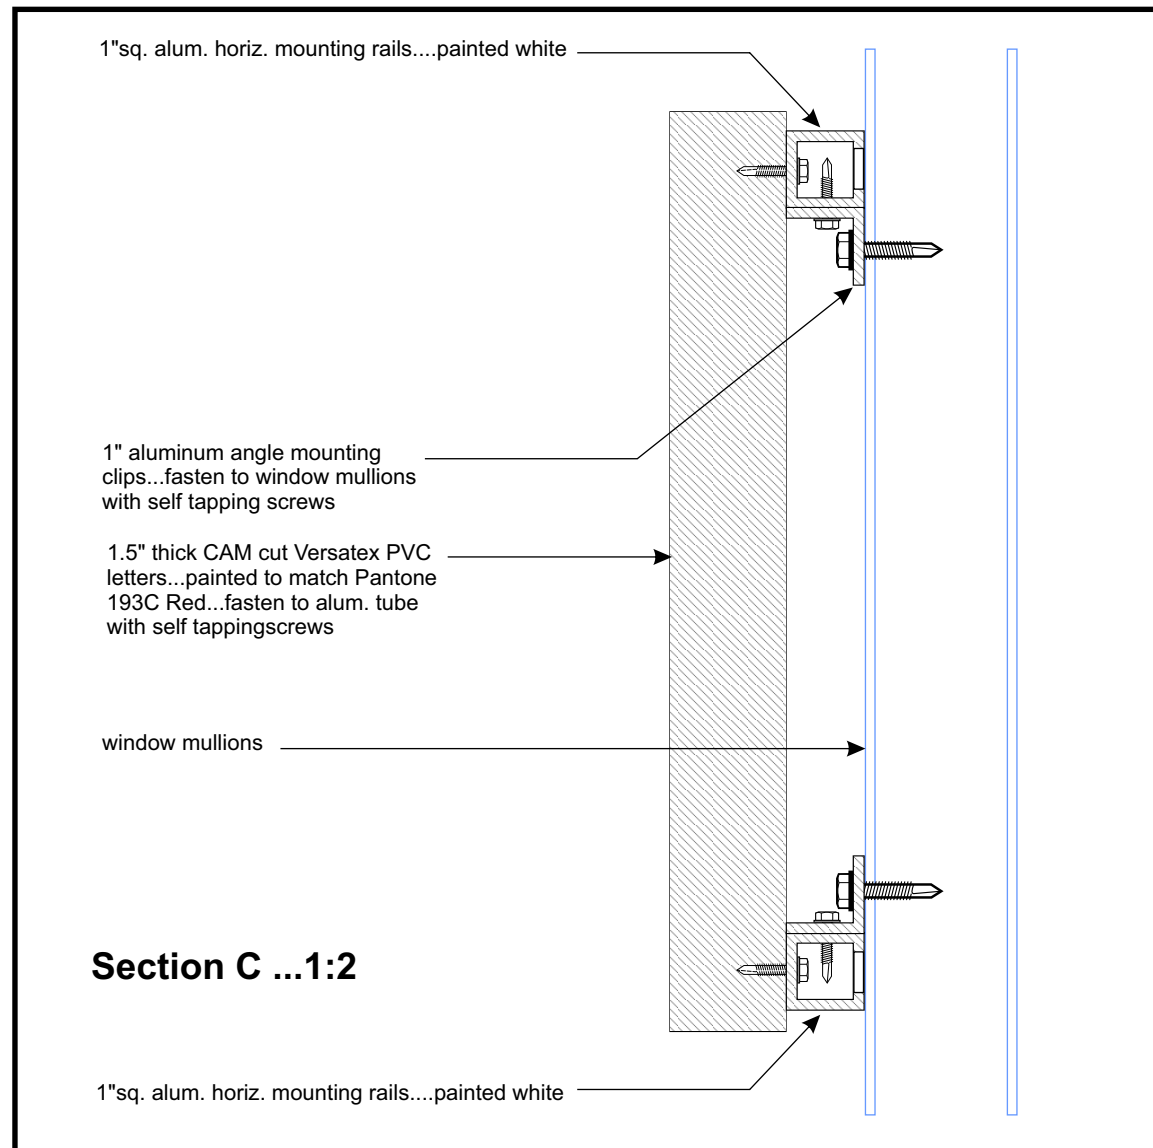 1"sq. alum. horiz. mounting rails....painted white
1" aluminum angle mounting
clips...fasten to window mullions
with self tapping screws
1.5" thick CAM cut Versatex PVC
letters...painted to match Pantone
193C Red...fasten to alum. tube
with self tappingscrews
window mullions
Section C ...1:2
1"sq. alum. horiz. mounting rails....painted white